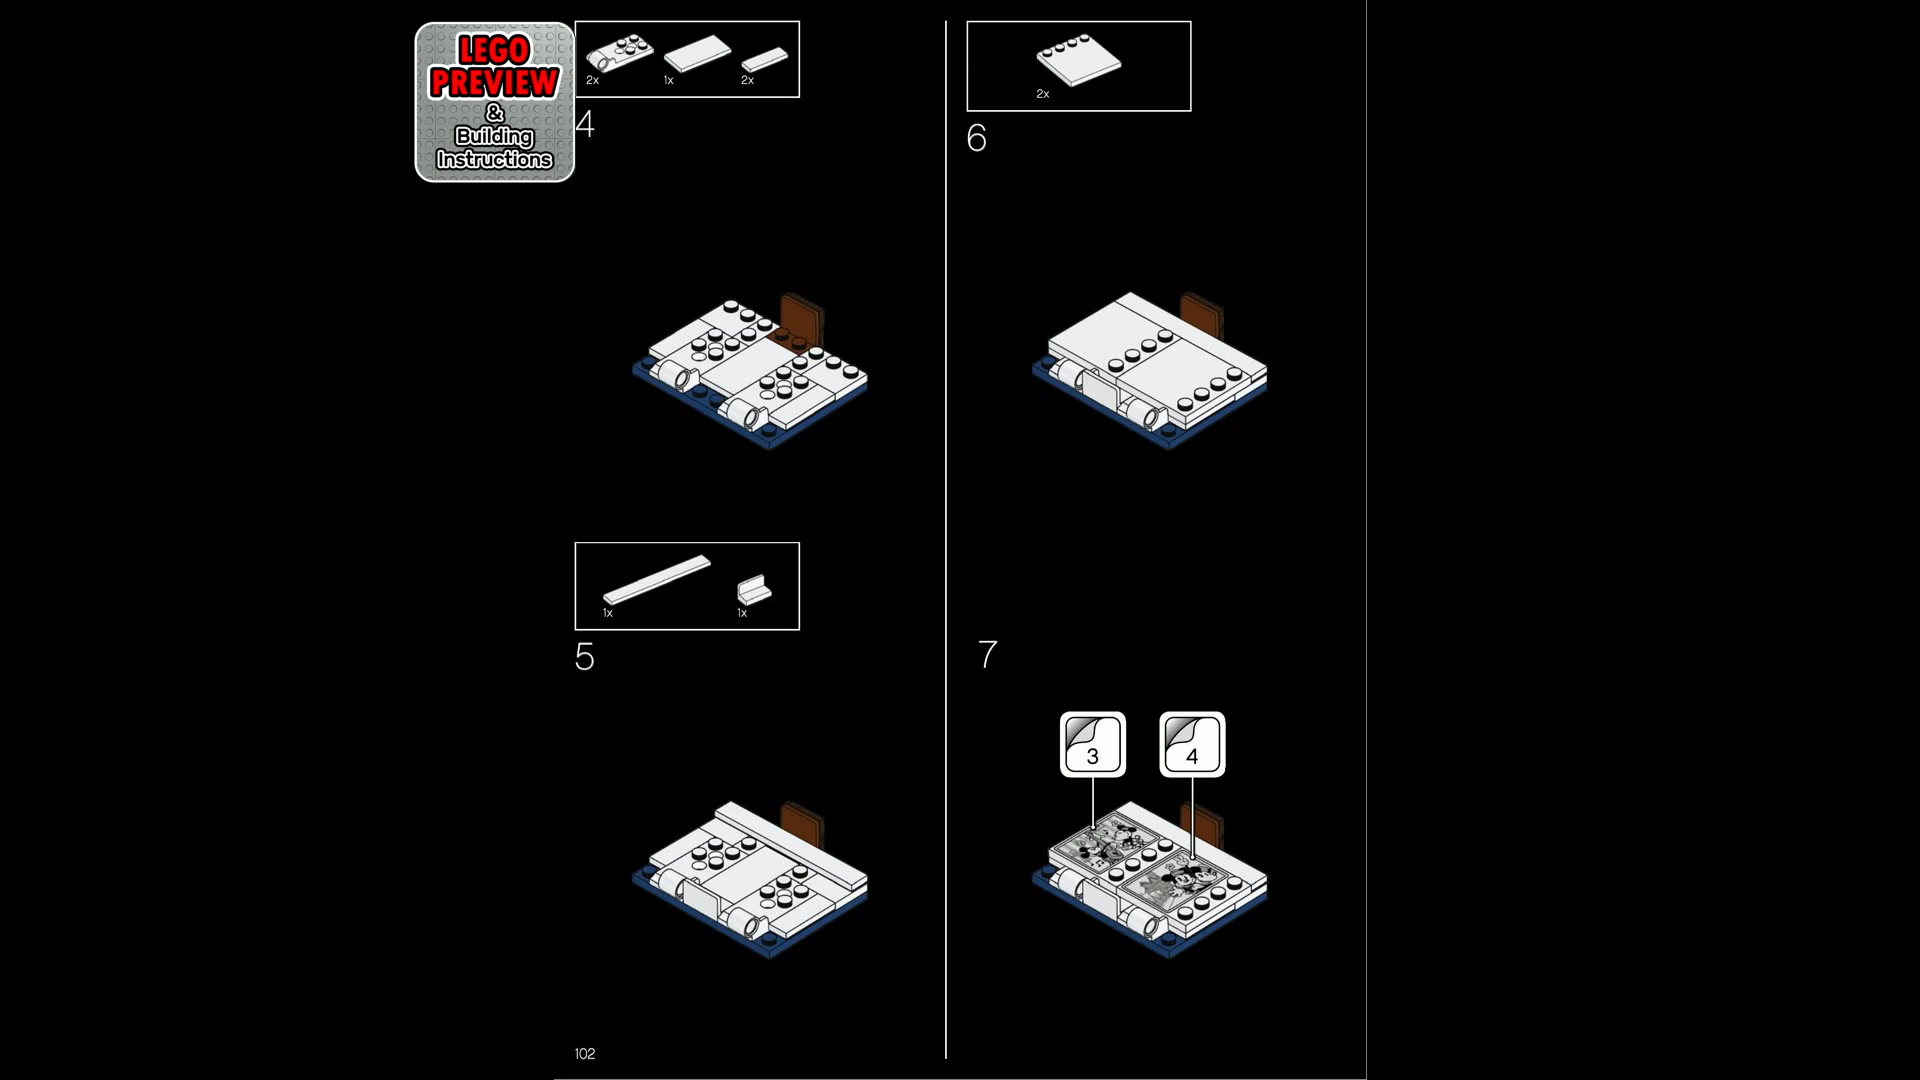 LEGO
PREVIEW
&
Building
Instructions
2x
1x
2x
4
1x
1x
5
2x
6
7
3
4
102